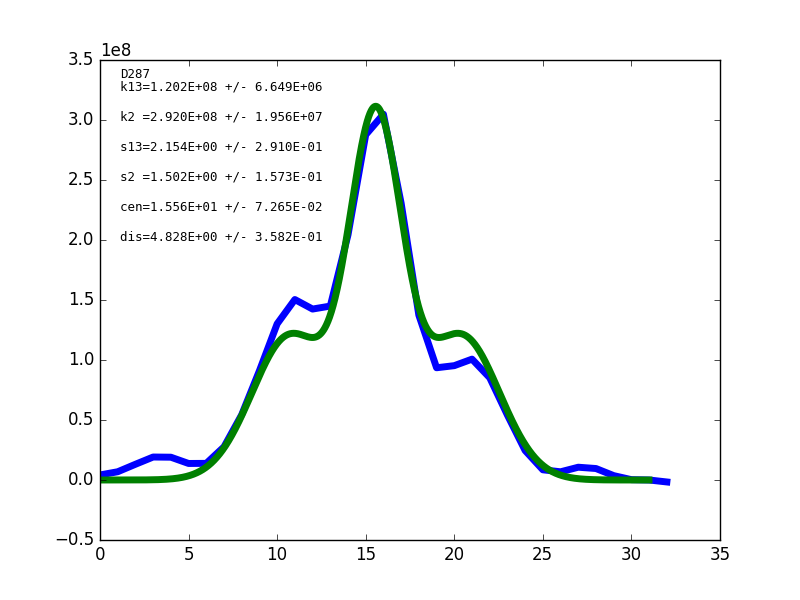 1e8
3.5
3.0
2.5
2.0
1.5
1.0
0.5
0.0
−0.5
D287
k13=1.202E+08 +/- 6.649E+06
k2 =2.920E+08 +/- 1.956E+07
s13=2.154E+00 +/- 2.910E-01
s2 =1.502E+00 +/- 1.573E-01
cen=1.556E+01 +/- 7.265E-02
dis=4.828E+00 +/- 3.582E-01
0 5 10 15 20 25 30 35